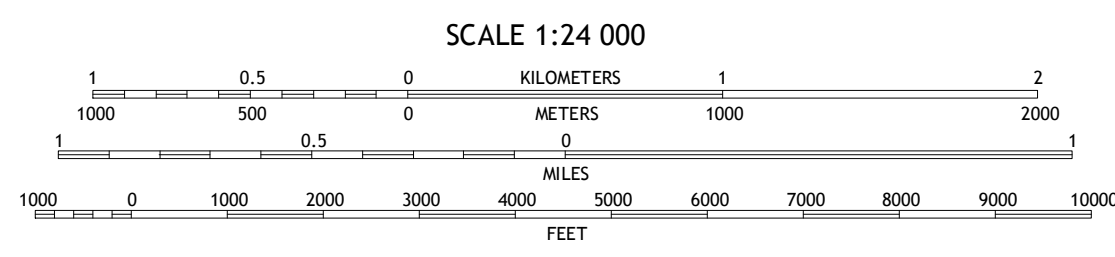 SCALE 1:24 000
1 0.5 0 KILOMETERS 1 2
1000 500 0 METERS 1000 2000
1 0.5 0 1
MILES
1000 0 1000 2000 3000 4000 5000 6000 7000 8000 9000 10000
FEET